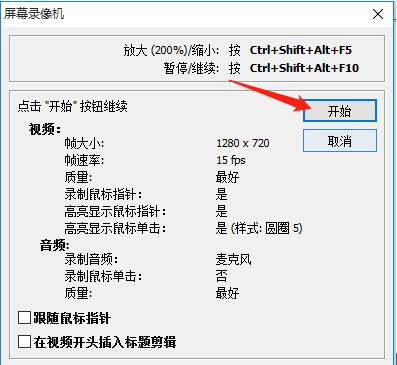 屏幕录像机
放大 (200%)/缩小: 按 Ctrl+Shift+Alt+F5
暂停/继续: 按 Ctrl+Shift+Alt+F10
点击 "开始" 按钮继续
开始
取消
视频:
帧大小: 1280 x 720
帧速率: 15 fps
质量: 最好
录制鼠标指针: 是
高亮显示鼠标指针: 是
高亮显示鼠标单击: 是 (样式: 圆圈 5)
音频:
录制音频: 麦克风
录制鼠标单击: 否
质量: 最好
跟随鼠标指针
在视频开头插入标题剪辑